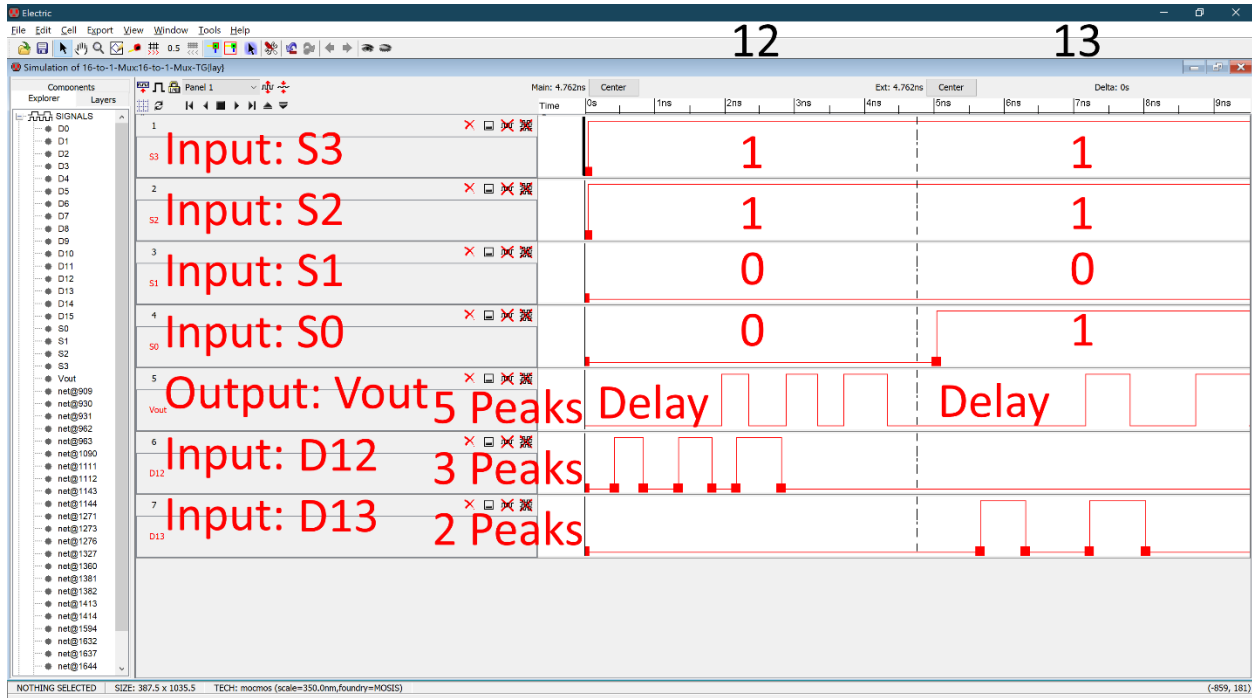 Electric
File Edit Cell Export View Window Tools Help
0.5
12 13
Simulation of 16-to-1-Mux:16-to-1-Mux-TG{lay}
Components
Explorer Layers
Panel 1
Main: 4.762ns Center Ext: 4.762ns Center Delta: 0s
Time 0s 1ns 2ns 3ns 4ns 5ns 6ns 7ns 8ns 9ns
SIGNALS
D0
D1
D2
D3
D4
D5
D6
D7
D8
D9
D10
D11
D12
D13
D14
D15
S0
S1
S2
S3
Vout
net@909
net@930
net@931
net@962
net@963
net@1090
net@1111
net@1112
net@1143
net@1144
net@1271
net@1273
net@1276
net@1327
net@1360
net@1381
net@1382
net@1413
net@1414
net@1594
net@1632
net@1637
net@1644
1
S3 Input: S3 1 1
2
S2 Input: S2 1 1
3
S1 Input: S1 0 0
4
S0 Input: S0 0 1
5
Vout Output: Vout 5 Peaks Delay Delay
6
D12 Input: D12 3 Peaks
7
D13 Input: D13 2 Peaks
NOTHING SELECTED SIZE: 387.5 x 1035.5 TECH: mocmos (scale=350.0nm,foundry=MOSIS) (-859, 181)